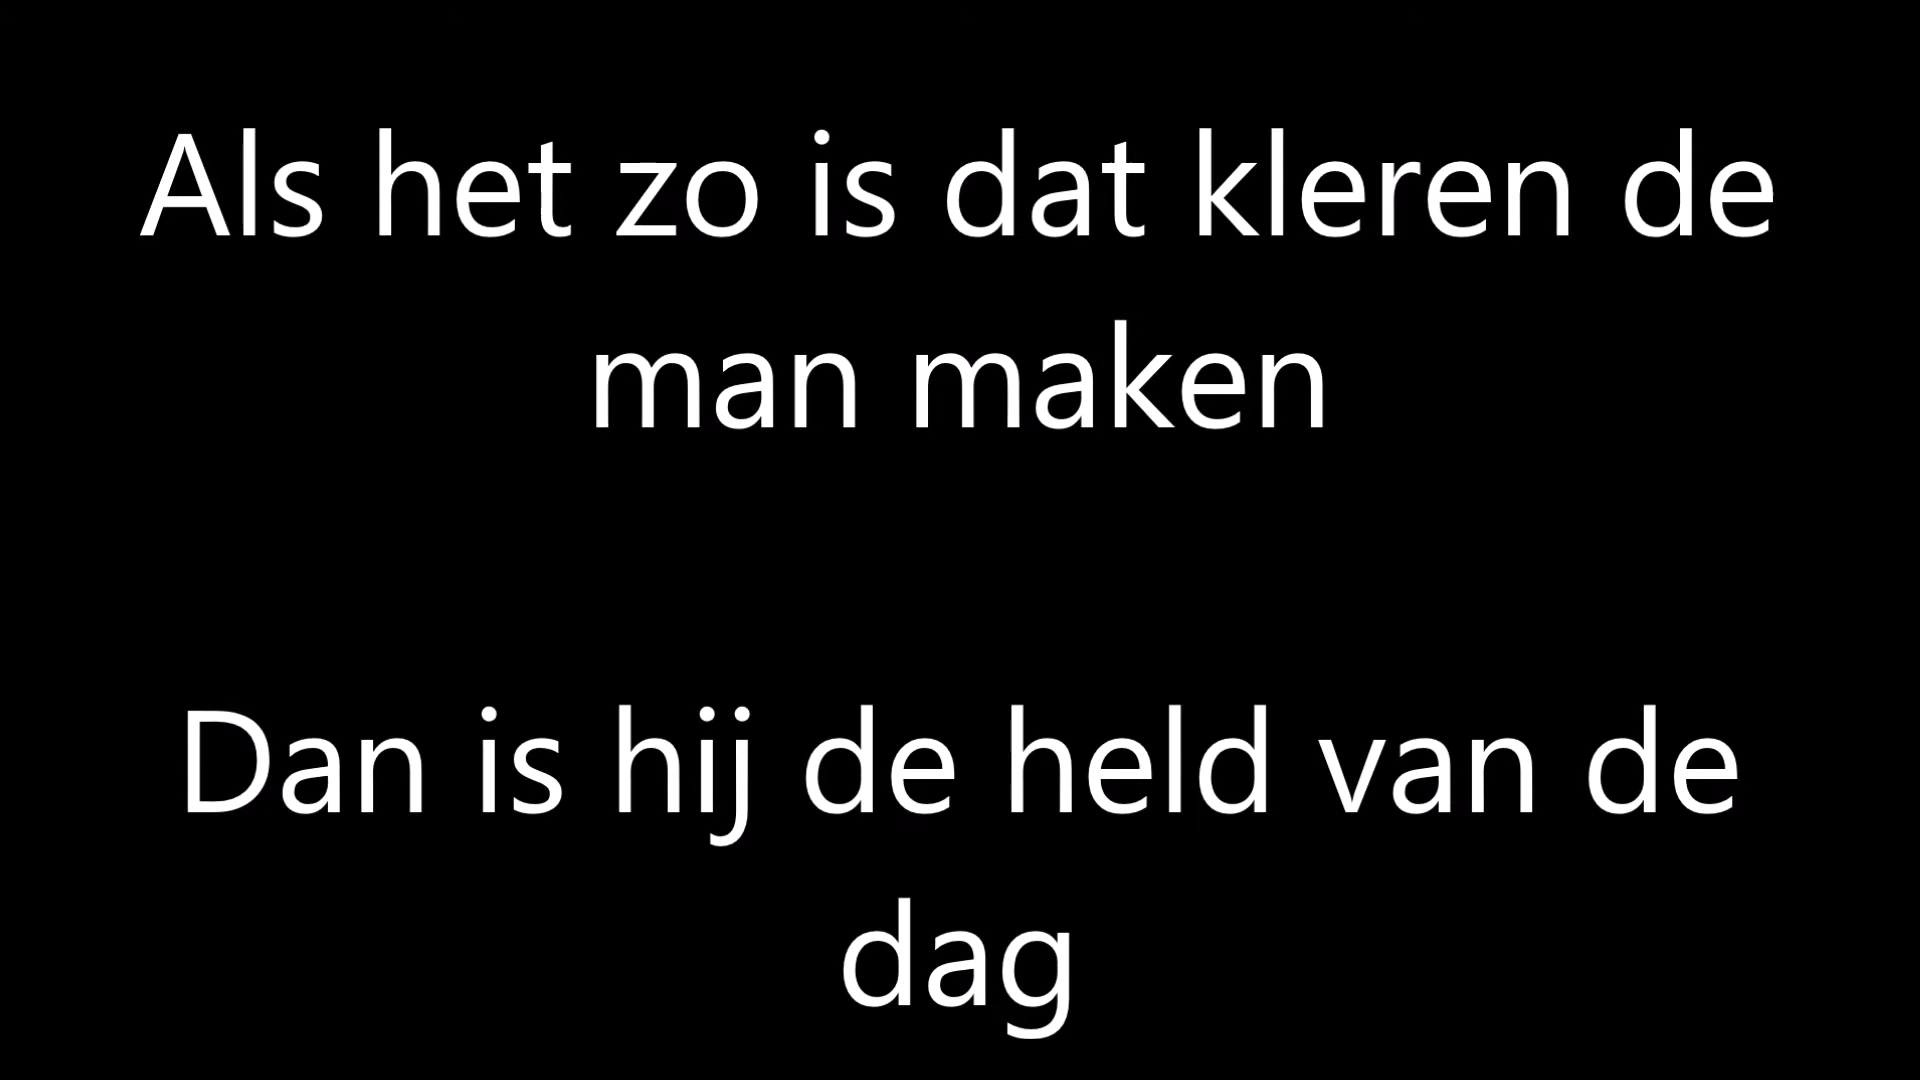 Als het zo is dat kleren de
man maken
Dan is hij de held van de
dag